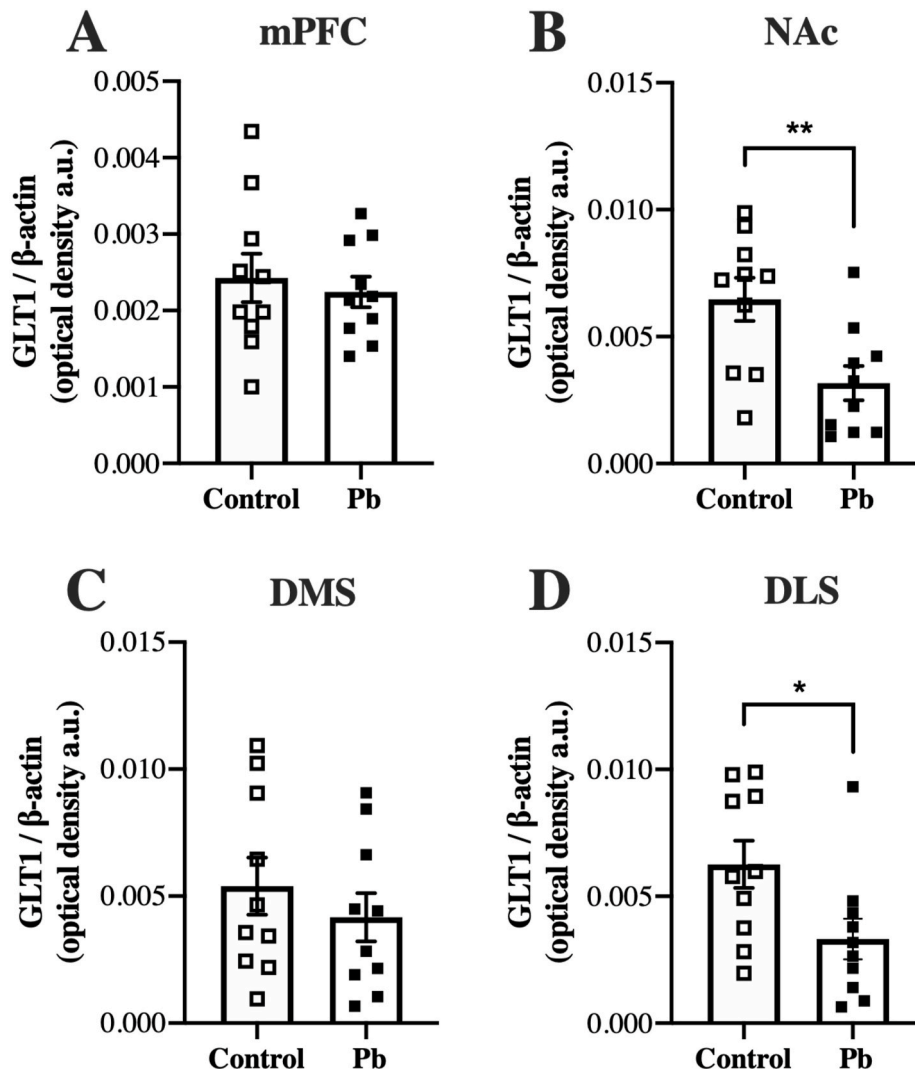 A
mPFC
GLT1 / β-actin
(optical density a.u.)
0.005
0.004
0.003
0.002
0.001
0.000
Control
Pb
B
NAc
GLT1 / β-actin
(optical density a.u.)
0.015
0.010
0.005
0.000
**
Control
Pb
C
DMS
GLT1 / β-actin
(optical density a.u.)
0.015
0.010
0.005
0.000
Control
Pb
D
DLS
GLT1 / β-actin
(optical density a.u.)
0.015
0.010
0.005
0.000
*
Control
Pb